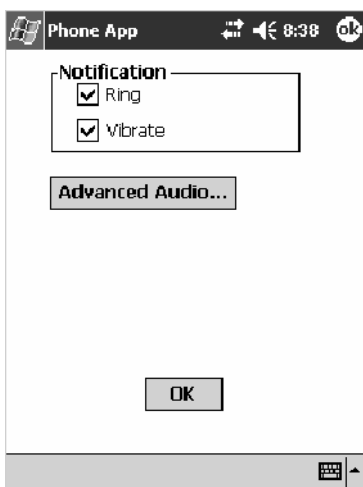 Phone App 8:38 ok
Notification
Ring
Vibrate
Advanced Audio...
OK